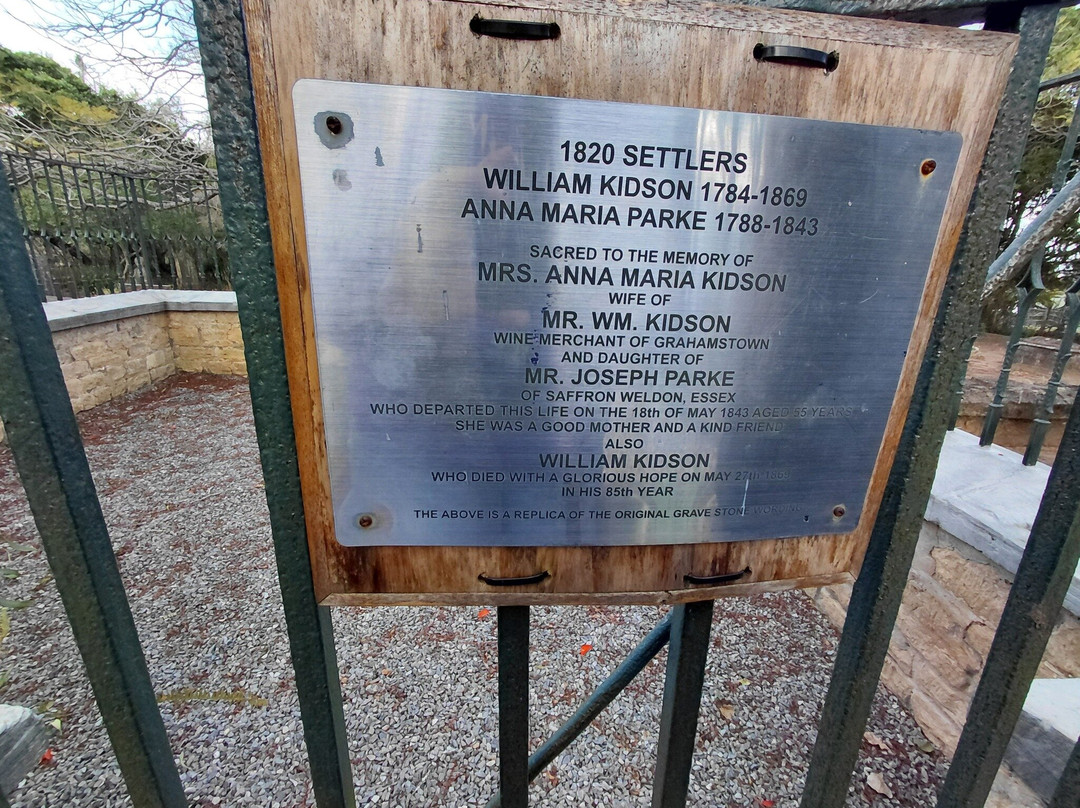 1820 SETTLERS
WILLIAM KIDSON 1784-1869
ANNA MARIA PARKE 1788-1843
SACRED TO THE MEMORY OF
MRS. ANNA MARIA KIDSON
WIFE OF
MR. WM. KIDSON
WINE MERCHANT OF GRAHAMSTOWN
AND DAUGHTER OF
MR. JOSEPH PARKE
OF SAFFRON WELDON, ESSEX
WHO DEPARTED THIS LIFE ON THE 18th OF MAY 1843 AGED 55 YEARS
SHE WAS A GOOD MOTHER AND A KIND FRIEND
ALSO
WILLIAM KIDSON
WHO DIED WITH A GLORIOUS HOPE ON MAY 27th
IN HIS 85th YEAR
THE ABOVE IS A REPLICA OF THE ORIGINAL GRAVE STONE WORDING